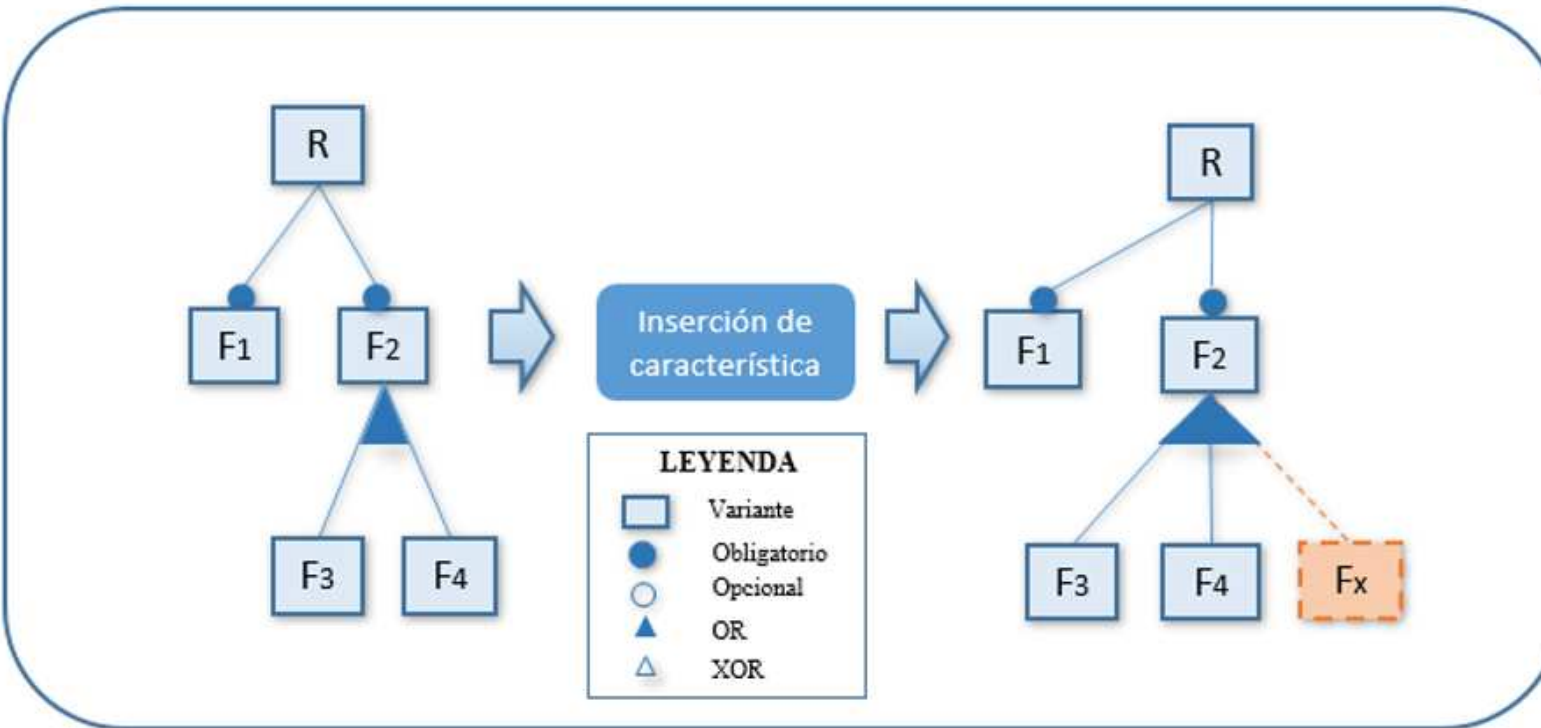 R
F1
F2
F3
F4
Inserción de
característica
LEYENDA
Variante
Obligatorio
Opcional
OR
XOR
R
F1
F2
F3
F4
Fx